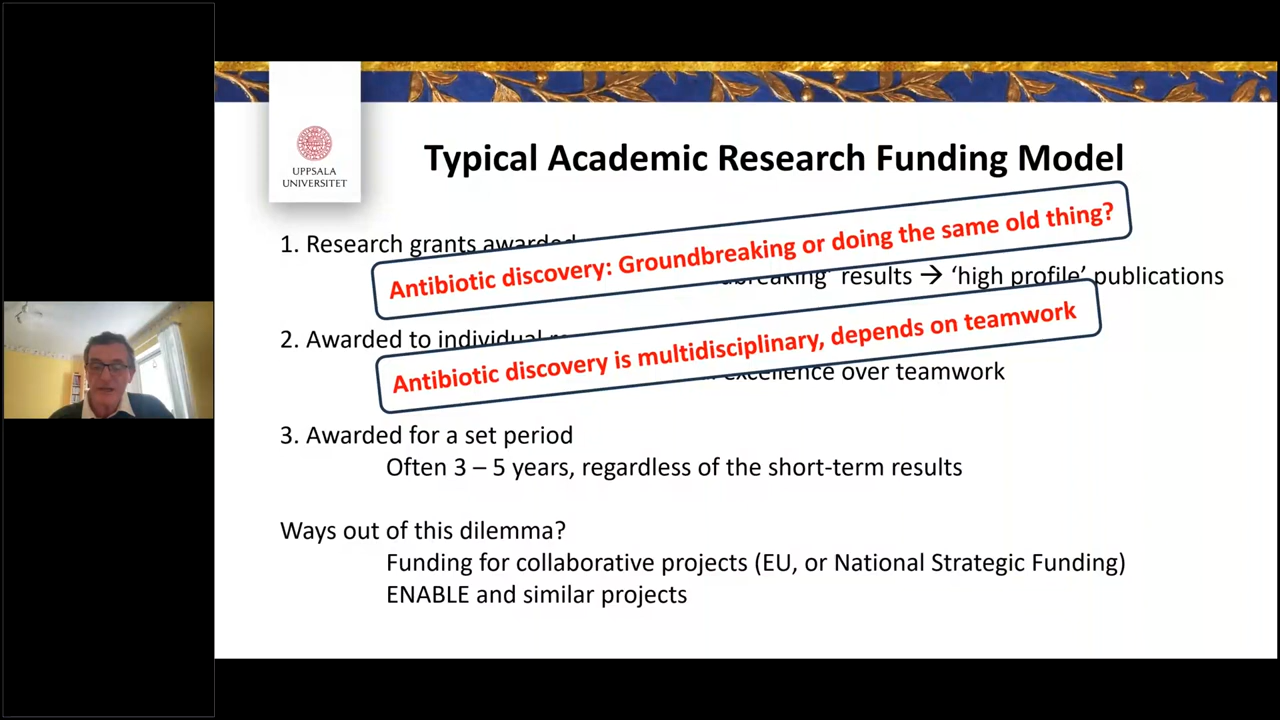 UPPSALA
UNIVERSITET
Typical Academic Research Funding Model
1. Research grants awarded
Antibiotic discovery: Groundbreaking or doing the same old thing?
results → ‘high profile’ publications
2. Awarded to individual
Antibiotic discovery is multidisciplinary, depends on teamwork
excellence over teamwork
3. Awarded for a set period
Often 3 – 5 years, regardless of the short-term results
Ways out of this dilemma?
Funding for collaborative projects (EU, or National Strategic Funding)
ENABLE and similar projects